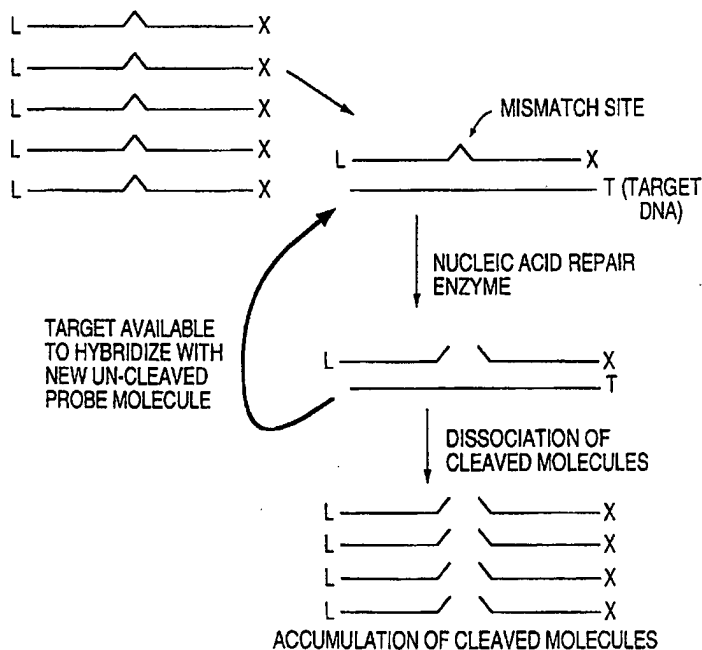 L X
L X
L X
L X
L X
MISMATCH SITE
L X
T (TARGET
DNA)
NUCLEIC ACID REPAIR
ENZYME
TARGET AVAILABLE
TO HYBRIDIZE WITH
NEW UN-CLEAVED
PROBE MOLECULE
L X
T
DISSOCIATION OF
CLEAVED MOLECULES
L X
L X
L X
L X
ACCUMULATION OF CLEAVED MOLECULES